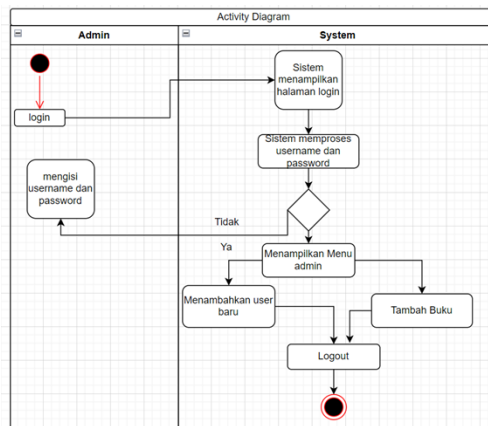 Activity Diagram
Admin
System
Sistem
menampilkan
halaman login
login
Sistem memproses
username dan
password
mengisi
username dan
password
Tidak
Ya
Menampilkan Menu
admin
Menambahkan user
baru
Tambah Buku
Logout